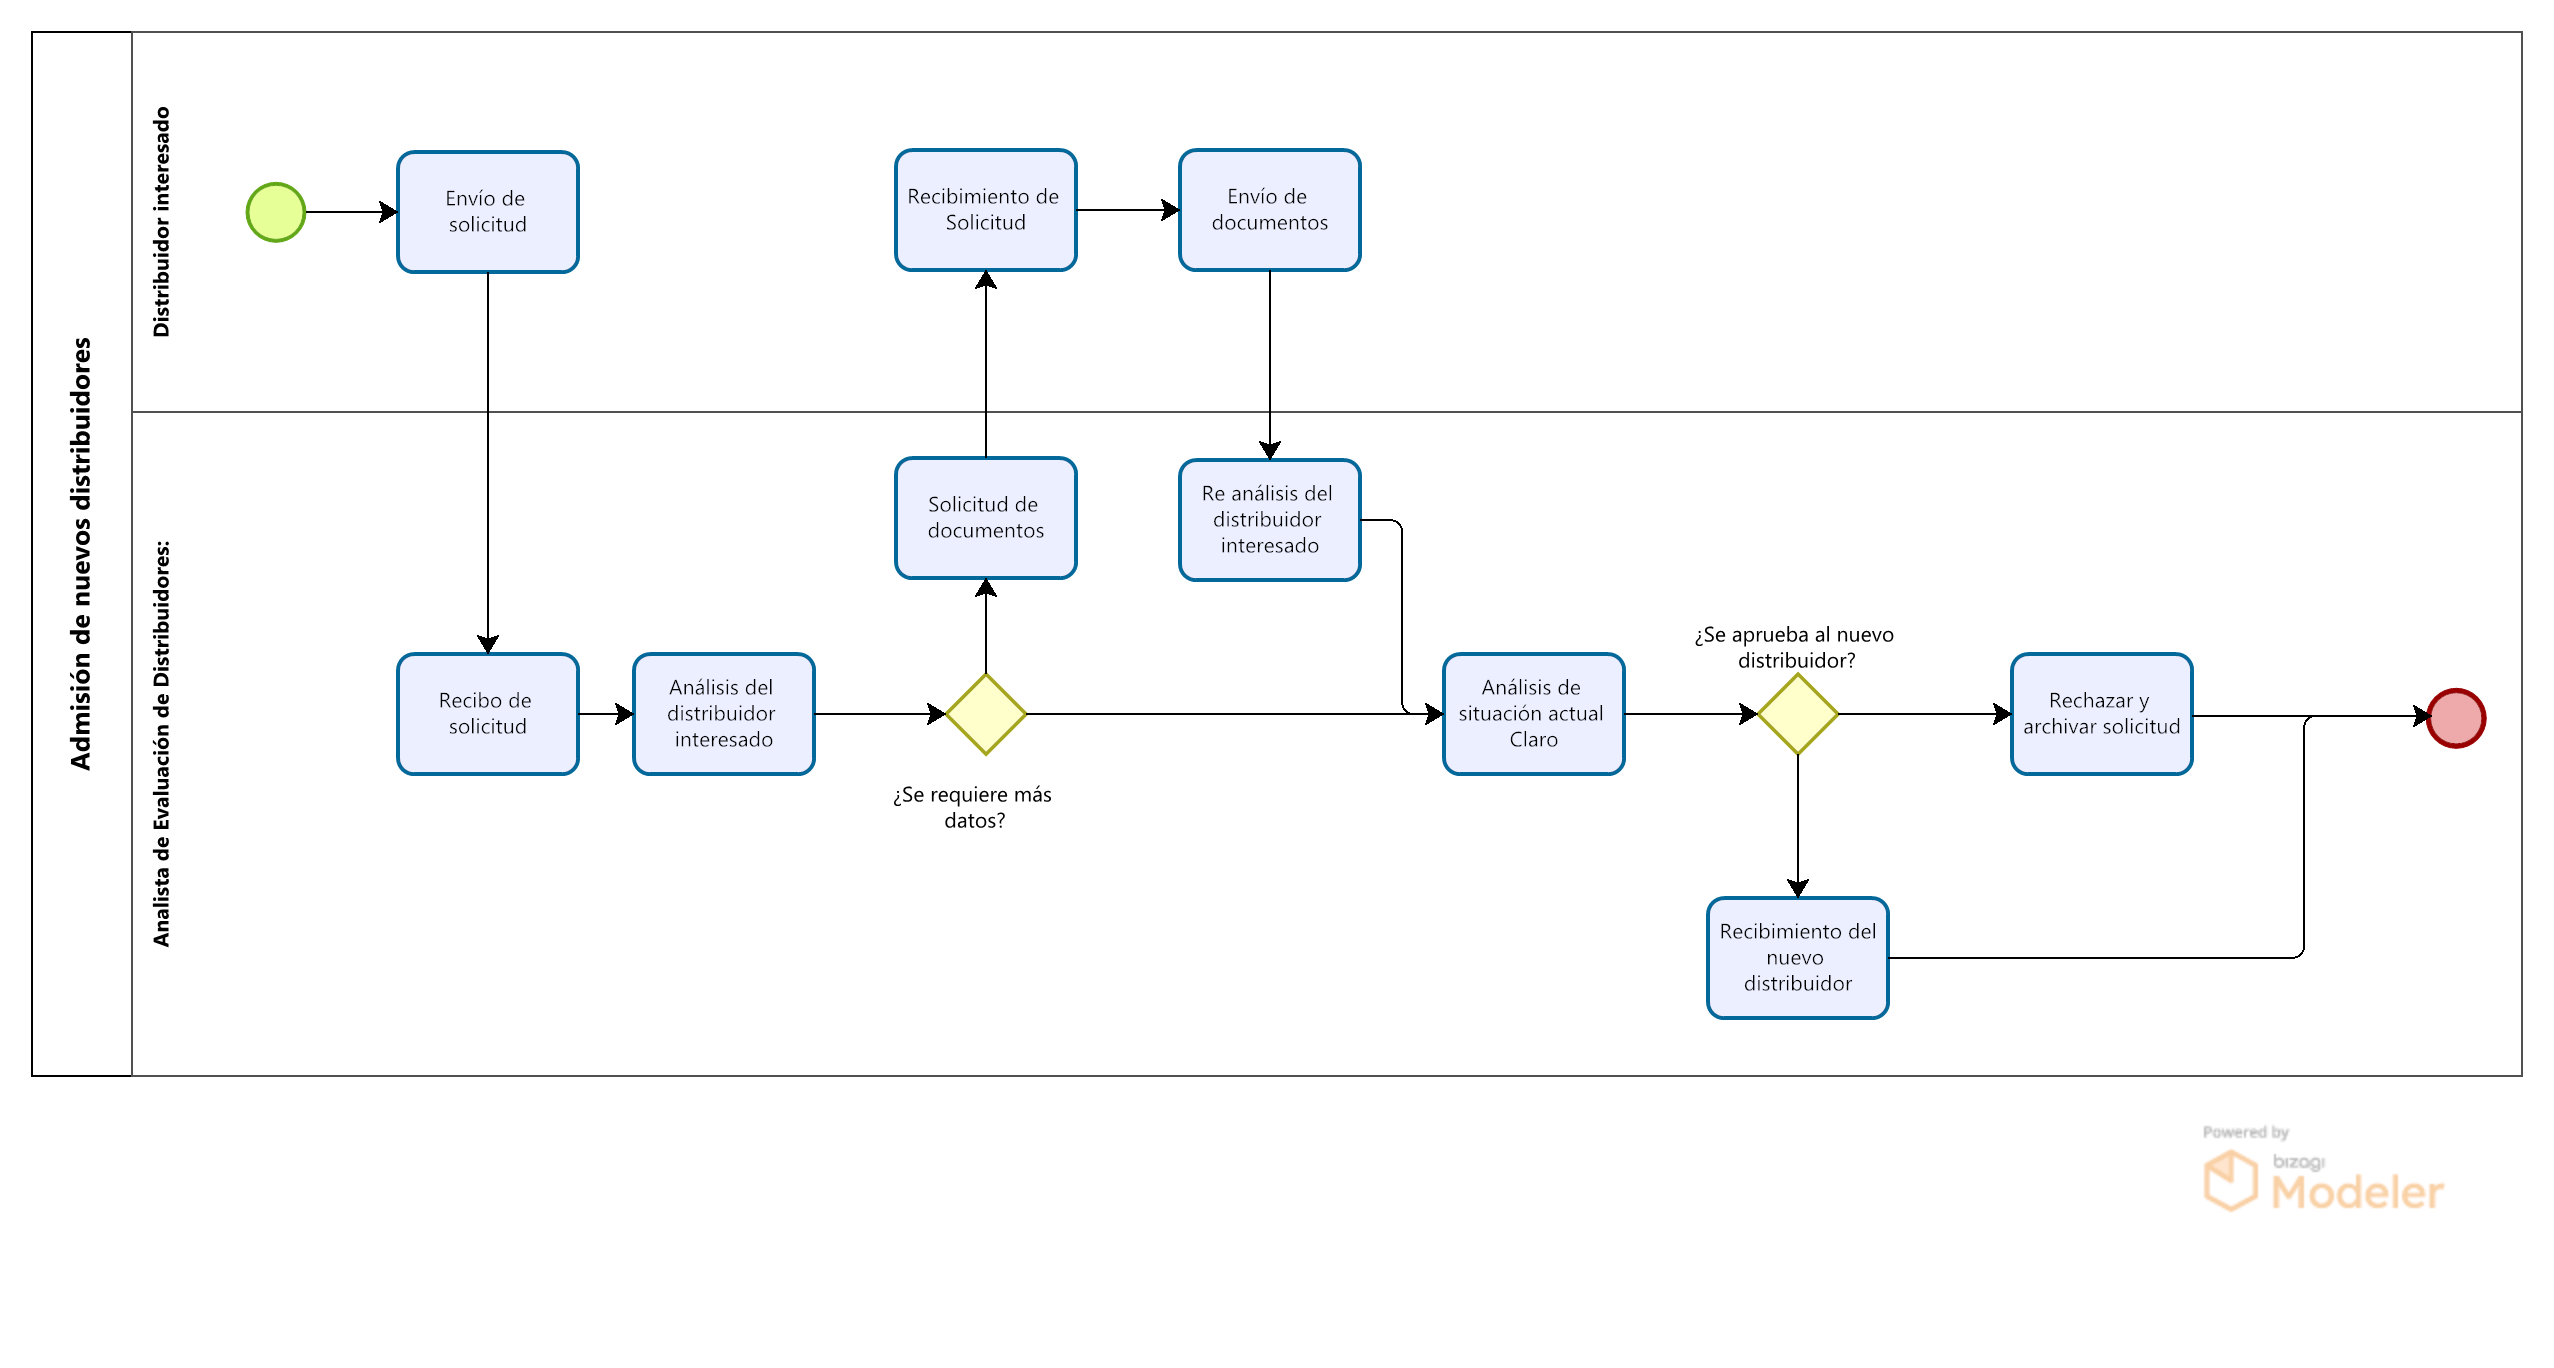 Admisión de nuevos distribuidores
Distribuidor interesado
Envío de
solicitud
Recibimiento de
Solicitud
Envío de
documentos
Analista de Evaluación de Distribuidores:
Solicitud de
documentos
Re análisis del
distribuidor
interesado
Recibo de
solicitud
Análisis del
distribuidor
interesado
¿Se requiere más
datos?
Análisis de
situación actual
Claro
¿Se aprueba al nuevo
distribuidor?
Rechazar y
archivar solicitud
Recibimiento del
nuevo
distribuidor
Powered by
bizagi
Modeler